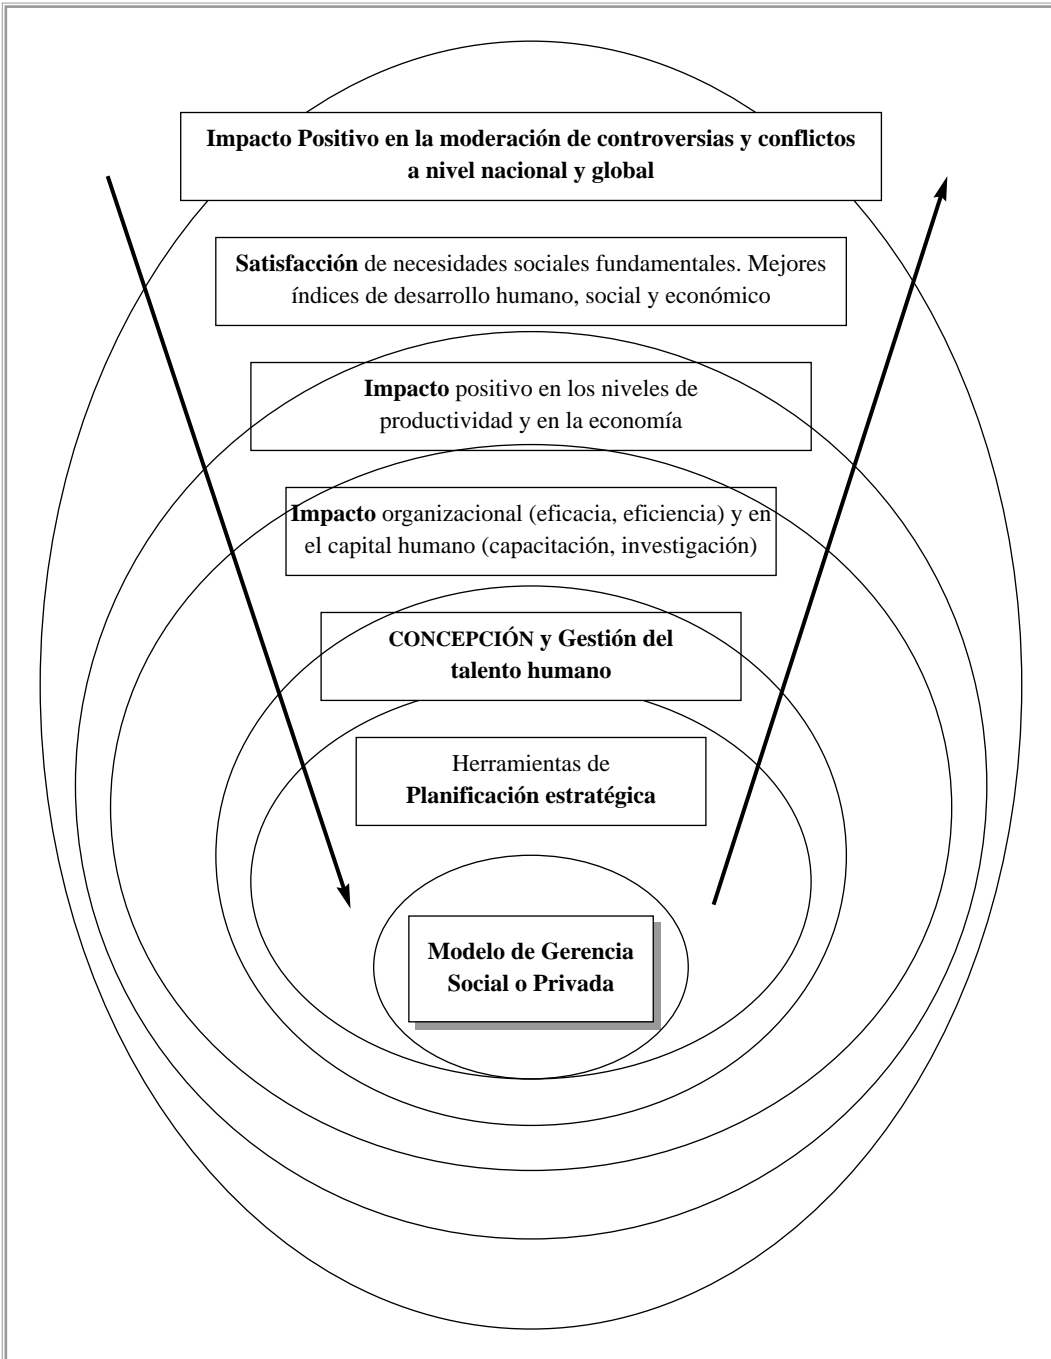 Impacto Positivo en la moderación de controversias y conflictos
a nivel nacional y global
Satisfacción de necesidades sociales fundamentales. Mejores
índices de desarrollo humano, social y económico
Impacto positivo en los niveles de
productividad y en la economía
Impacto organizacional (eficacia, eficiencia) y en
el capital humano (capacitación, investigación)
CONCEPCIÓN y Gestión del
talento humano
Herramientas de
Planificación estratégica
Modelo de Gerencia
Social o Privada